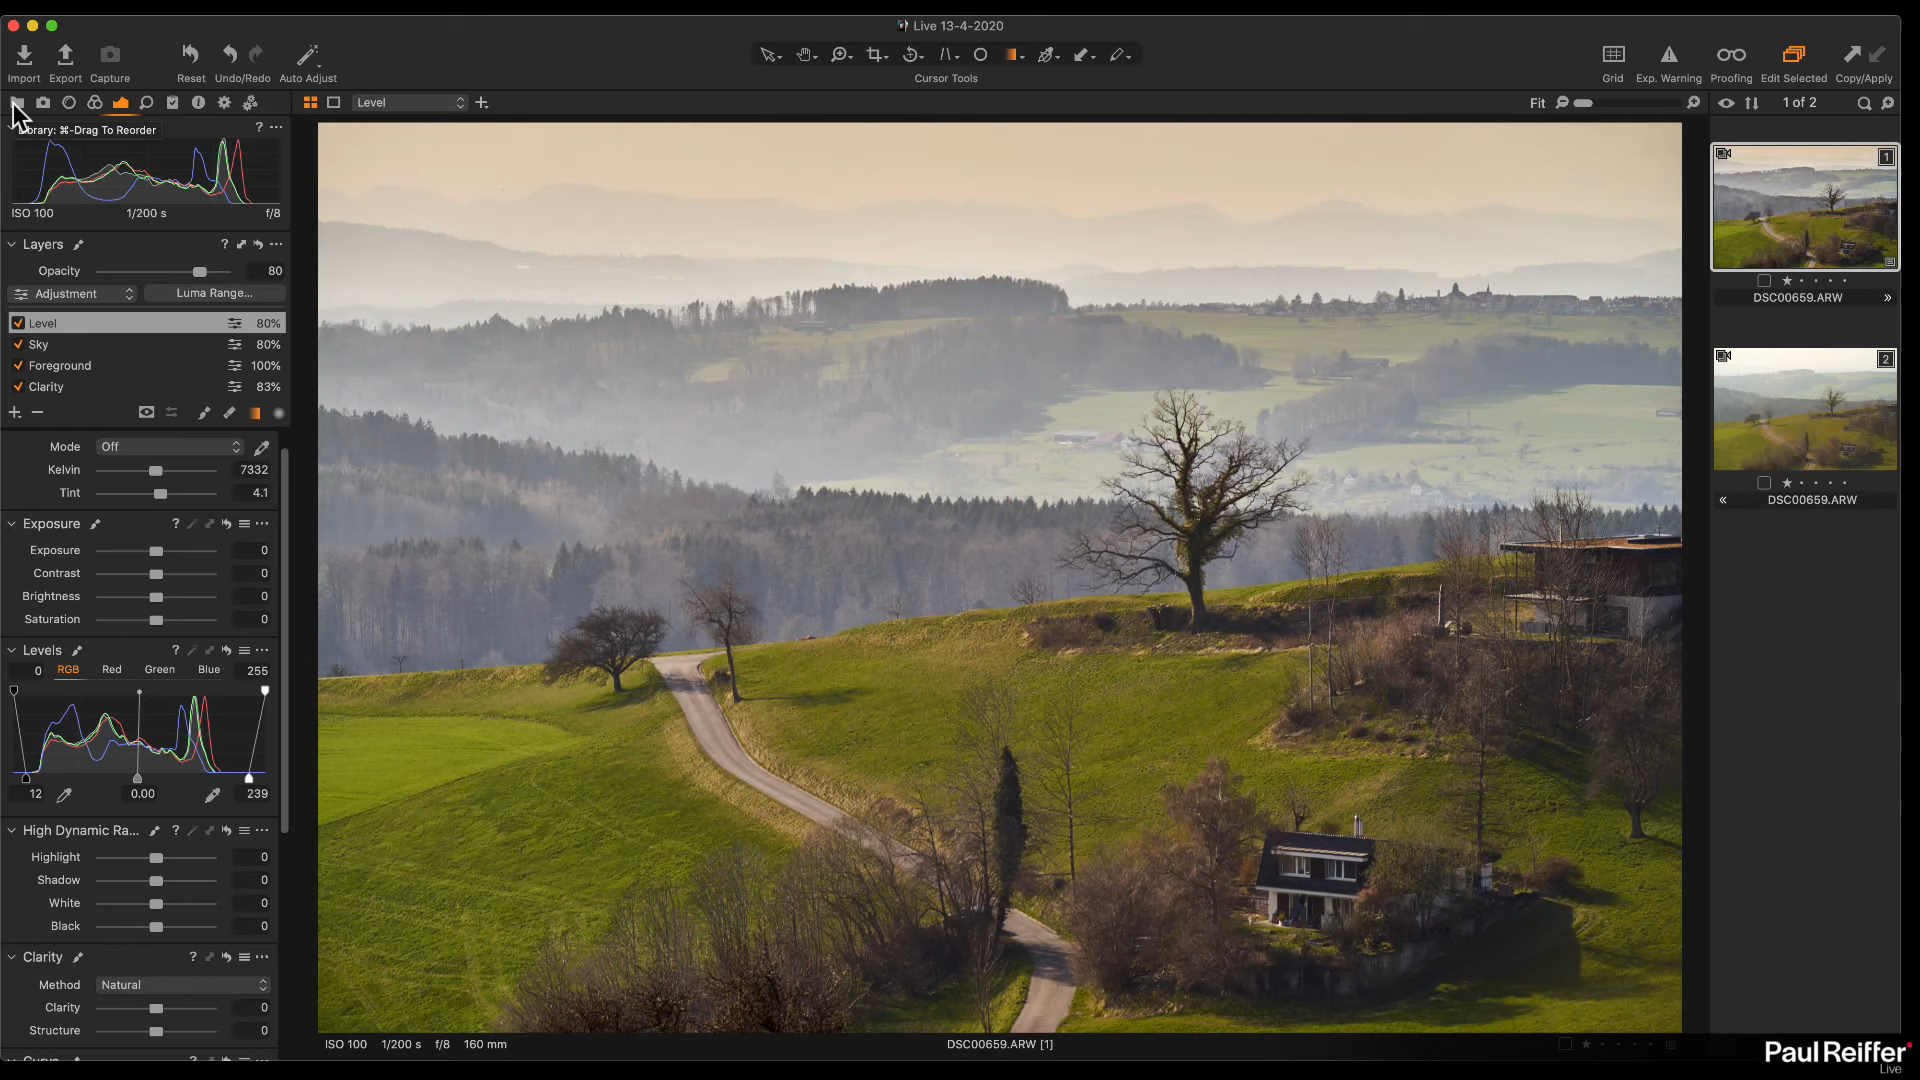 Live 13-4-2020
Import
Export
Capture
Reset
Undo/Redo
Auto Adjust
Cursor Tools
Grid
Exp. Warning
Proofing
Edit Selected
Copy/Apply
Level
Fit
1 of 2
Library: ⌘-Drag To Reorder
? ...
ISO 100
1/200 s
f/8
Layers
Opacity 80
Adjustment
Luma Range...
Level 80%
Sky 80%
Foreground 100%
Clarity 83%
Mode Off
Kelvin 7332
Tint 4.1
Exposure
Exposure 0
Contrast 0
Brightness 0
Saturation 0
Levels
0 RGB Red Green Blue 255
12 0.00 239
High Dynamic Ra...
Highlight 0
Shadow 0
White 0
Black 0
Clarity
Method Natural
Clarity 0
Structure 0
1
DSC00659.ARW »
2
« DSC00659.ARW
ISO 100 1/200 s f/8 160 mm
DSC00659.ARW [1]
Paul Reiffer
Live